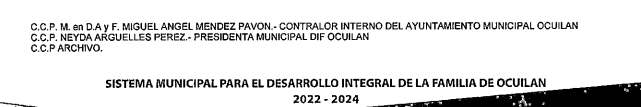 C.C.P. M. en D.A y F. MIGUEL ANGEL MENDEZ PAVON.- CONTRALOR INTERNO DEL AYUNTAMIENTO MUNICIPAL OCUILAN
C.C.P. NEYDA ARGUELLES PEREZ.- PRESIDENTA MUNICIPAL DIF OCUILAN
C.C.P ARCHIVO.
SISTEMA MUNICIPAL PARA EL DESARROLLO INTEGRAL DE LA FAMILIA DE OCUILAN
2022 - 2024